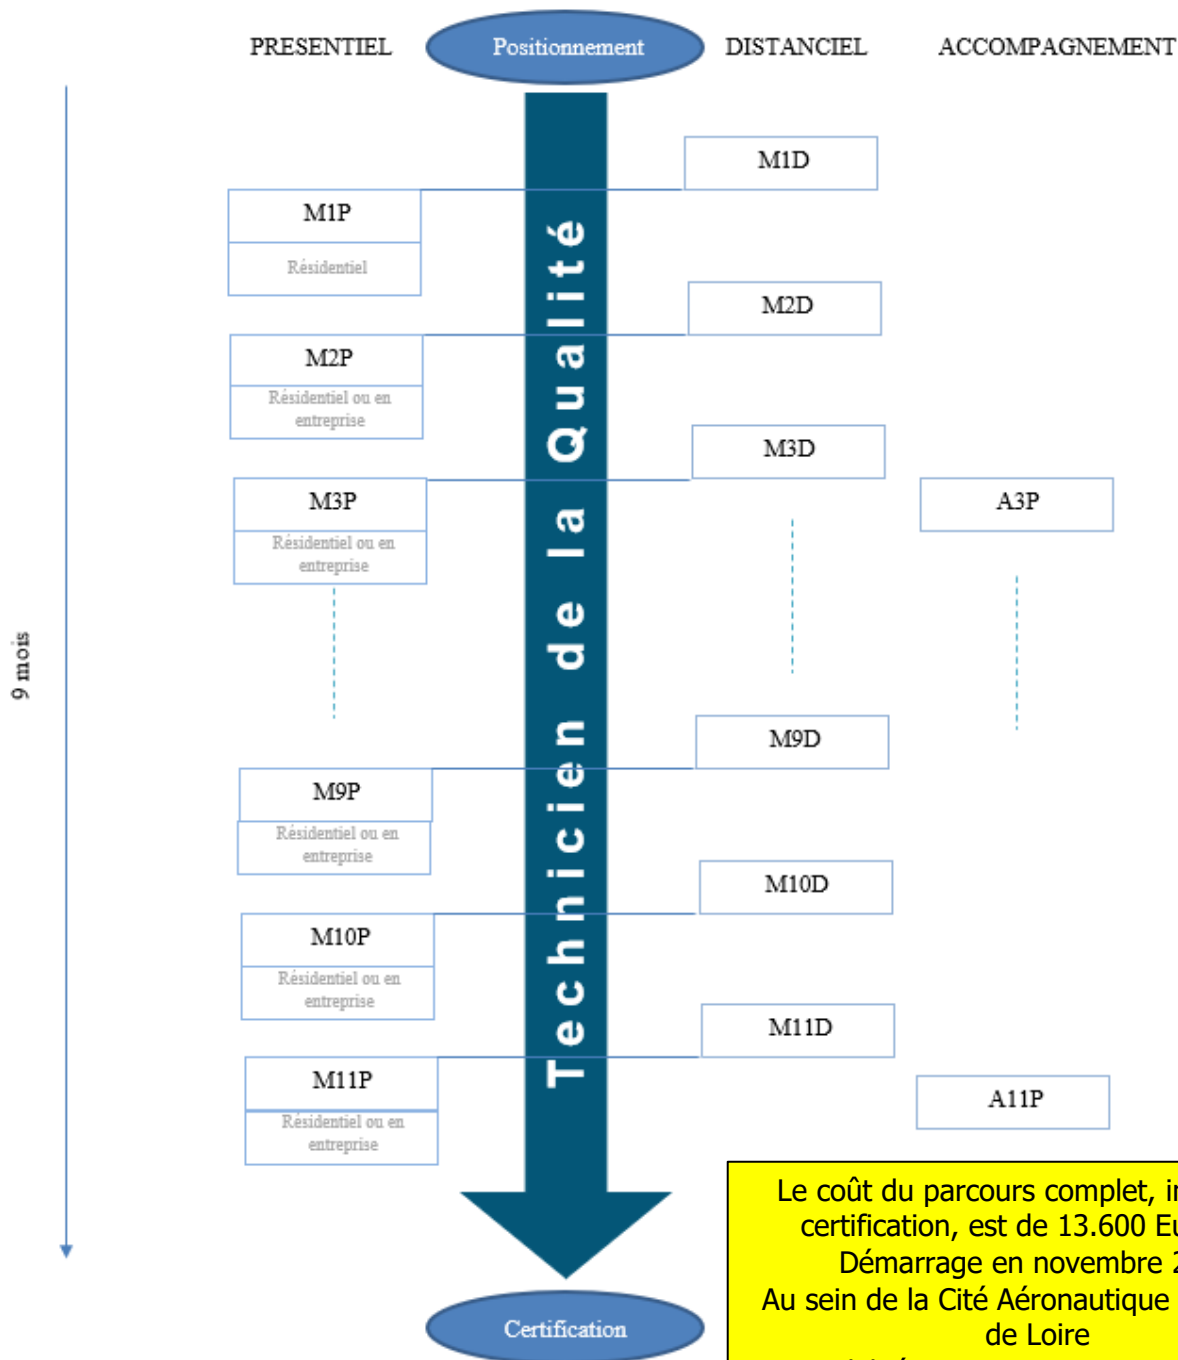 PRESENTIEL
Positionnement
DISTANCIEL
ACCOMPAGNEMENT
M1D
M1P
Résidentiel
M2D
M2P
Résidentiel ou en
entreprise
M3D
M3P
Résidentiel ou en
entreprise
A3P
9 mois
Technicien de la Qualité
M9D
M9P
Résidentiel ou en
entreprise
M10D
M10P
Résidentiel ou en
entreprise
M11D
M11P
Résidentiel ou en
entreprise
A11P
Le coût du parcours complet,
certification, est de 13.600
Démarrage en novembre
Au sein de la Cité Aéronautique
de Loire
Certification